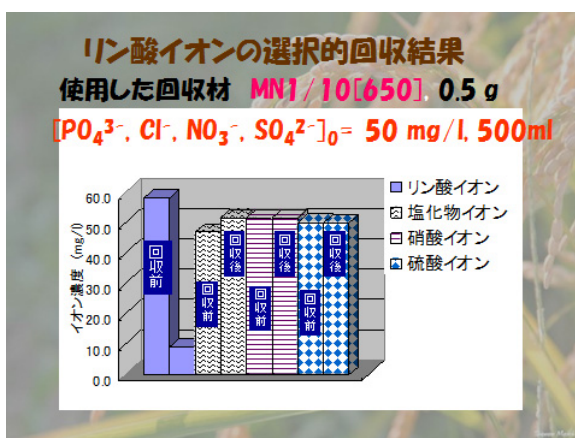 リン酸イオンの選択的回収結果
使用した回収材 MN1/10[650], 0.5 g
[PO₄³⁻, Cl⁻, NO₃⁻, SO₄²⁻]₀= 50 mg/l, 500ml
イオン濃度 (mg/l)
60.0
50.0
40.0
30.0
20.0
10.0
0.0
回収前
回収前
回収後
回収前
回収後
回収前
回収後
リン酸イオン
塩化物イオン
硝酸イオン
硫酸イオン